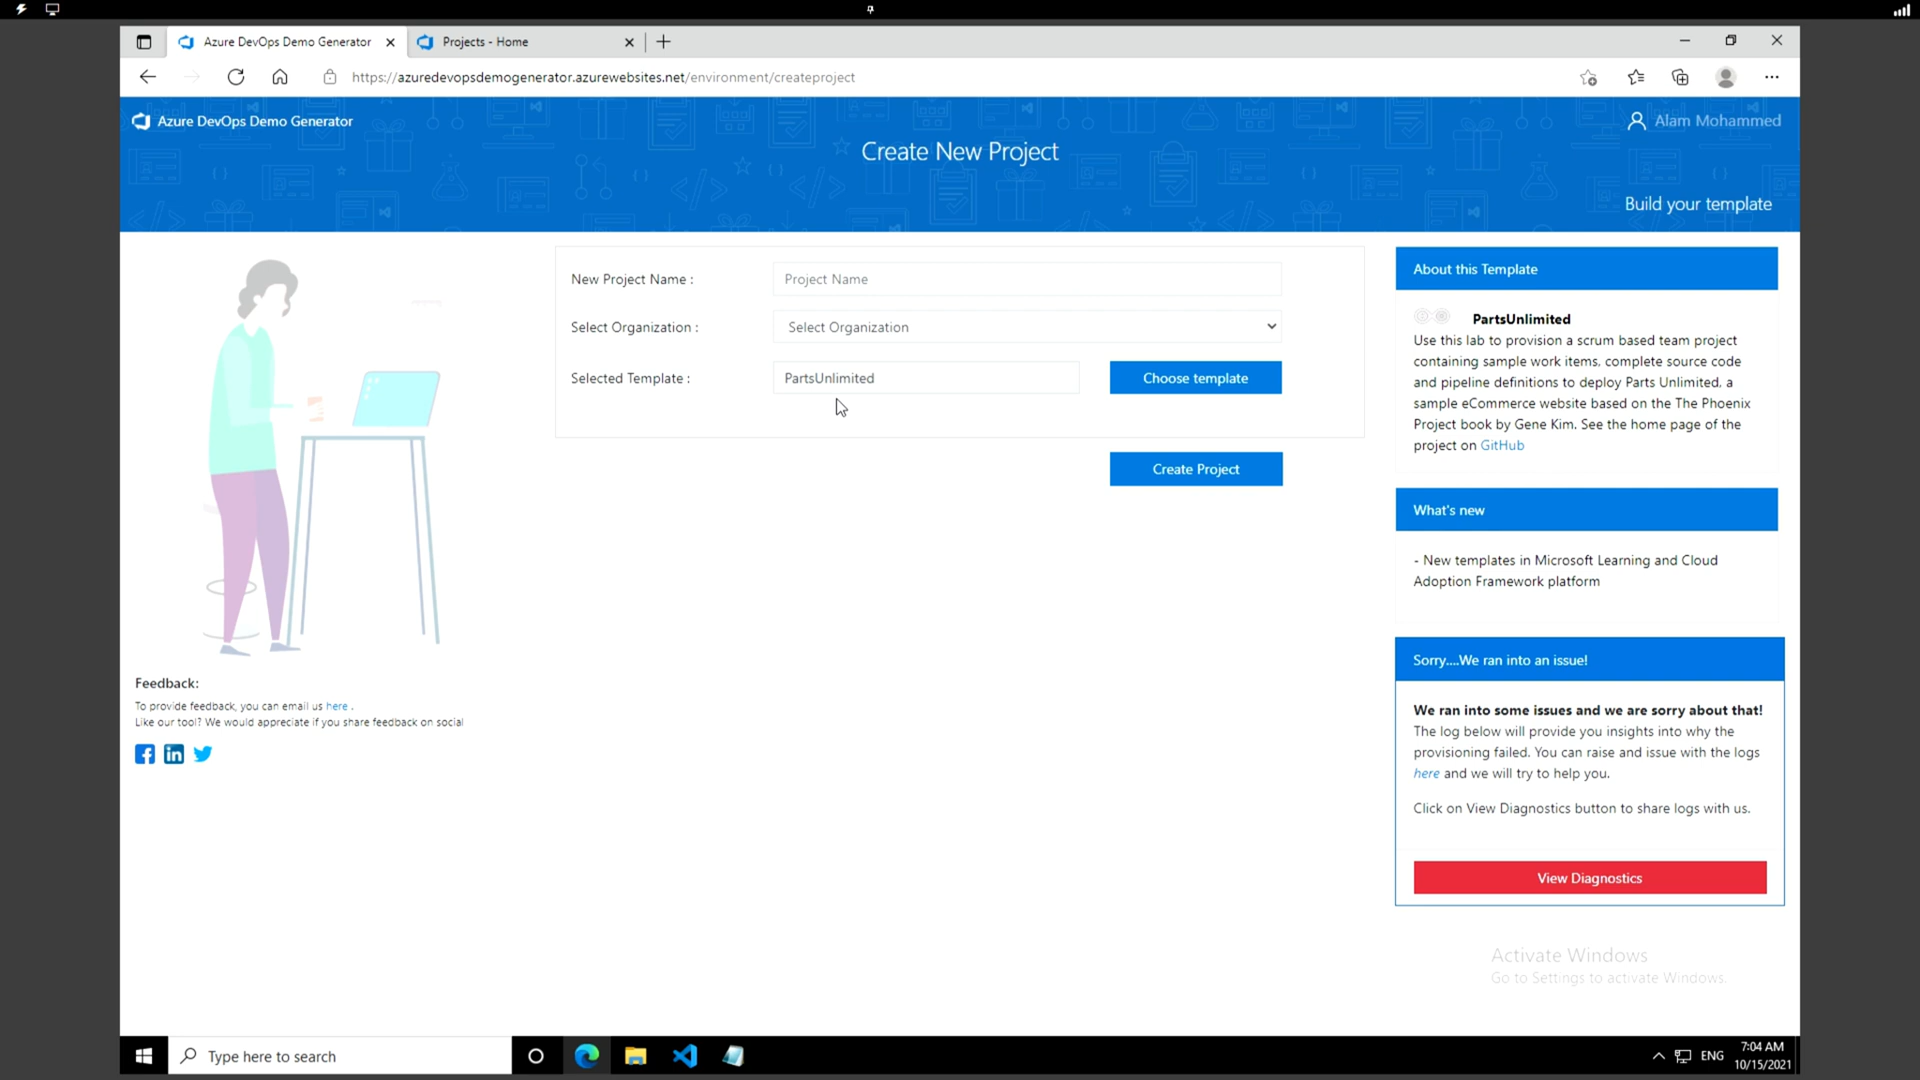 Azure DevOps Demo Generator
Projects - Home
https://azuredevopsdemogenerator.azurewebsites.net/environment/createproject
Azure DevOps Demo Generator
Alam Mohammed
Create New Project
Build your template
New Project Name :
Project Name
Select Organization :
Select Organization
Selected Template :
PartsUnlimited
Choose template
Create Project
About this Template
PartsUnlimited
Use this lab to provision a scrum based team project
containing sample work items, complete source code
and pipeline definitions to deploy Parts Unlimited, a
sample eCommerce website based on the The Phoenix
Project book by Gene Kim. See the home page of the
project on GitHub
What's new
- New templates in Microsoft Learning and Cloud
Adoption Framework platform
Sorry....We ran into an issue!
We ran into some issues and we are sorry about that!
The log below will provide you insights into why the
provisioning failed. You can raise and issue with the logs
here and we will try to help you.
Click on View Diagnostics button to share logs with us.
View Diagnostics
Feedback:
To provide feedback, you can email us here .
Like our tool? We would appreciate if you share feedback on social
Activate Windows
Go to Settings to activate Windows.
Type here to search
ENG
7:04 AM
10/15/2021